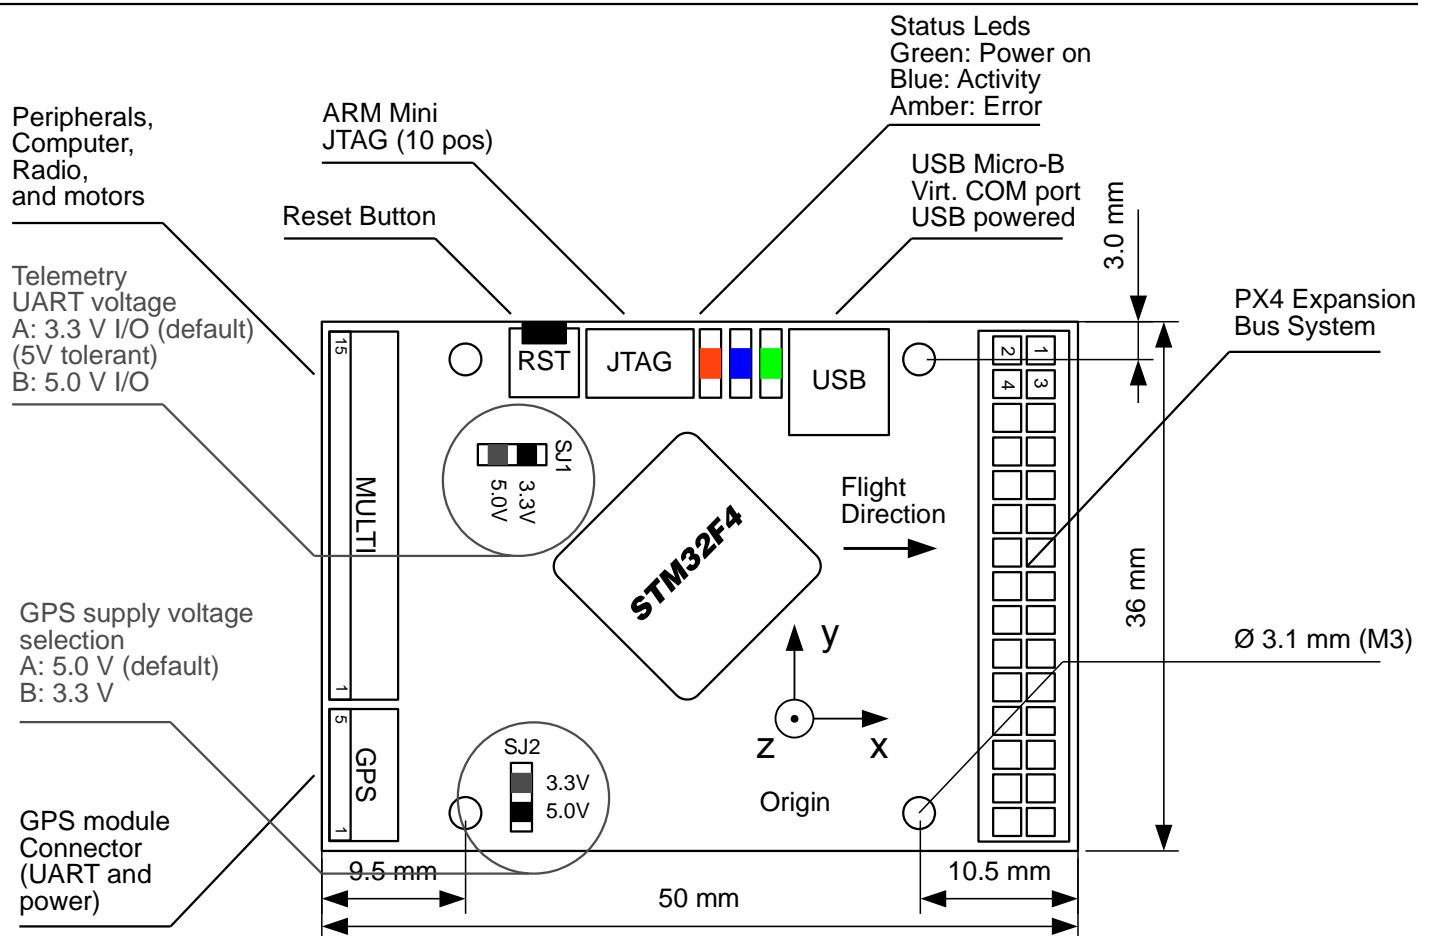 Status Leds
Green: Power on
Blue: Activity
Amber: Error
Peripherals,
Computer,
Radio,
and motors
ARM Mini
JTAG (10 pos)
USB Micro-B
Virt. COM port
USB powered
Reset Button
3.0 mm
Telemetry
UART voltage
A: 3.3 V I/O (default)
(5V tolerant)
B: 5.0 V I/O
PX4 Expansion
Bus System
15
RST
JTAG
USB
2
1
4
3
SJ1
5.0V
3.3V
MULTI
Flight
Direction
STM32F4
36 mm
GPS supply voltage
selection
A: 5.0 V (default)
B: 3.3 V
y
Ø 3.1 mm (M3)
1
5
z
x
GPS
SJ2
3.3V
5.0V
Origin
1
GPS module
Connector
(UART and
power)
9.5 mm
50 mm
10.5 mm